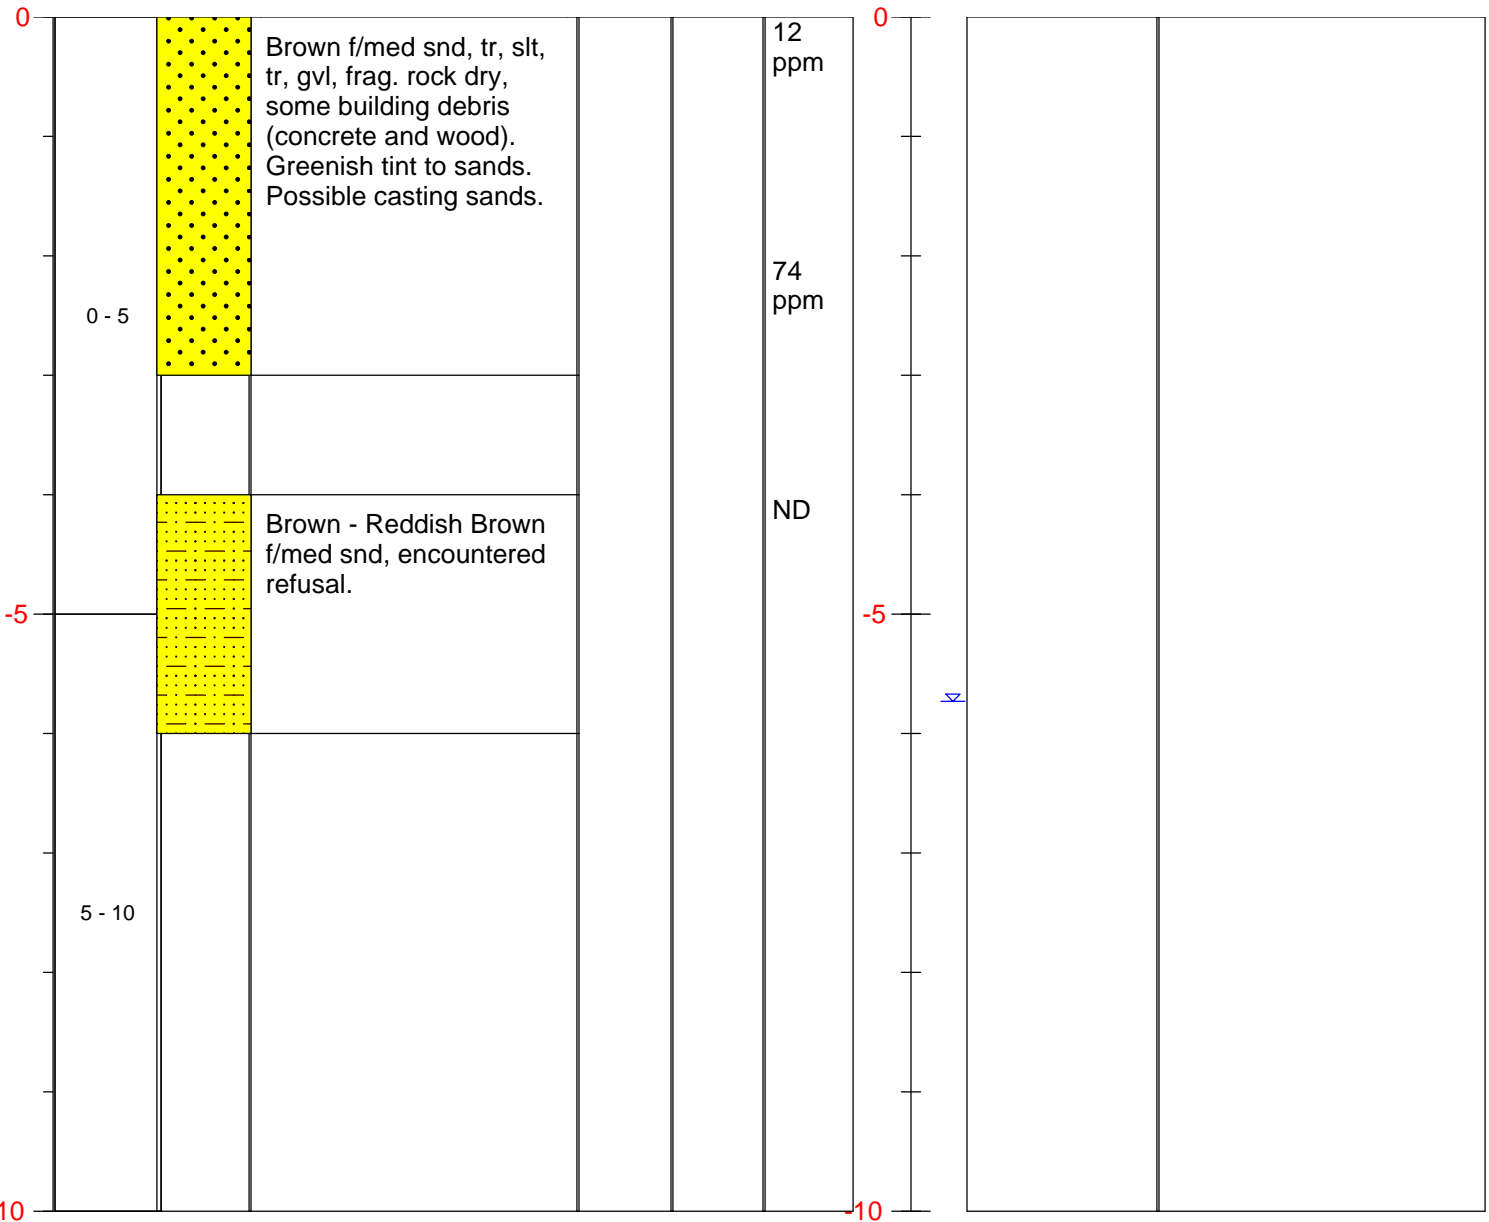 0
Brown f/med snd, tr, slt,
tr, gvl, frag. rock dry,
some building debris
(concrete and wood).
Greenish tint to sands.
Possible casting sands.
12
ppm
0
74
ppm
0 - 5
ND
Brown - Reddish Brown
f/med snd, encountered
refusal.
-5
-5
5 - 10
10
-10